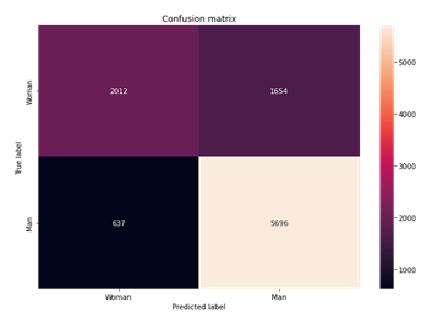 Confusion matrix
Woman
2012
1654
Man
637
5696
Woman
Man
True label
Predicted label
5000
4000
3000
2000
1000